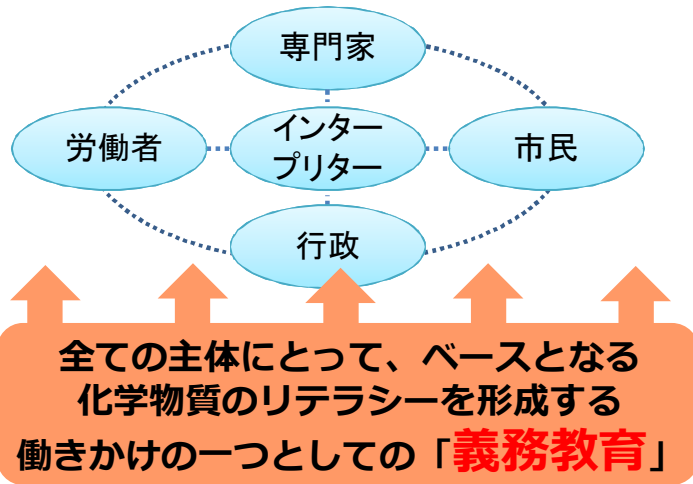 専門家
労働者
インター
プリター
市民
行政
全ての主体にとって、ベースとなる
化学物質のリテラシーを形成する
働きかけの一つとしての「義務教育」